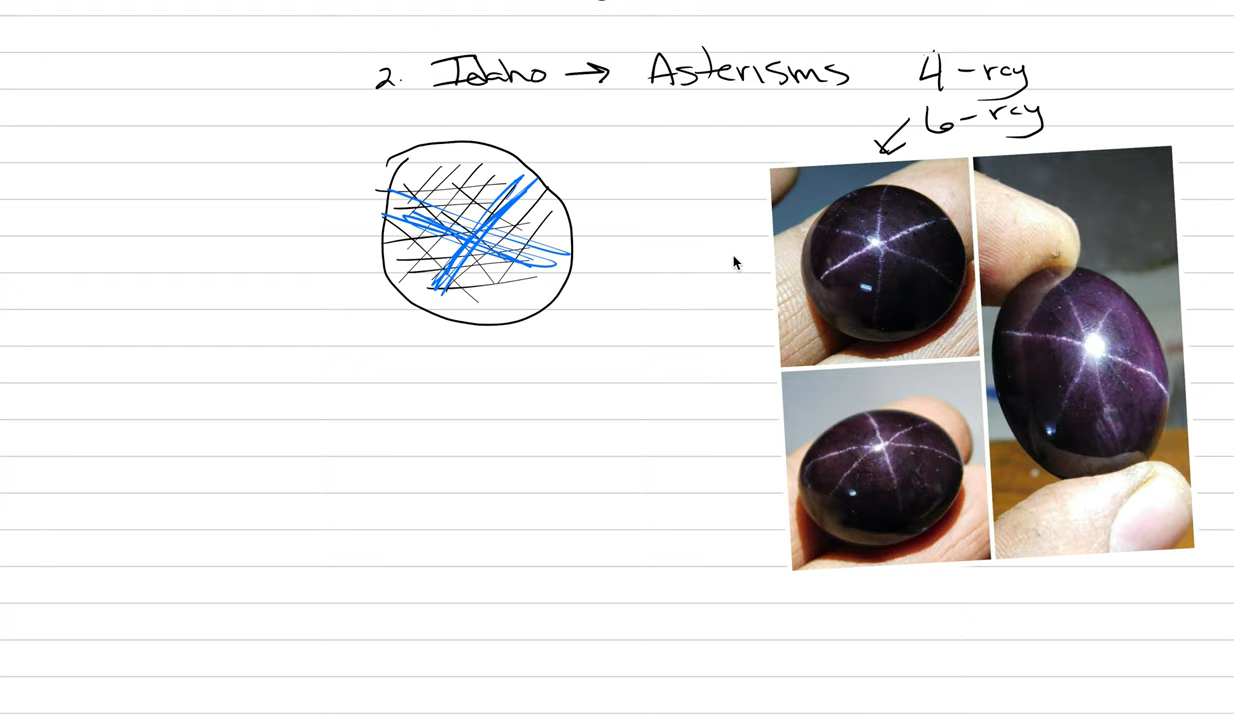 2. Idaho → Asterisms 4-ray
6-ray